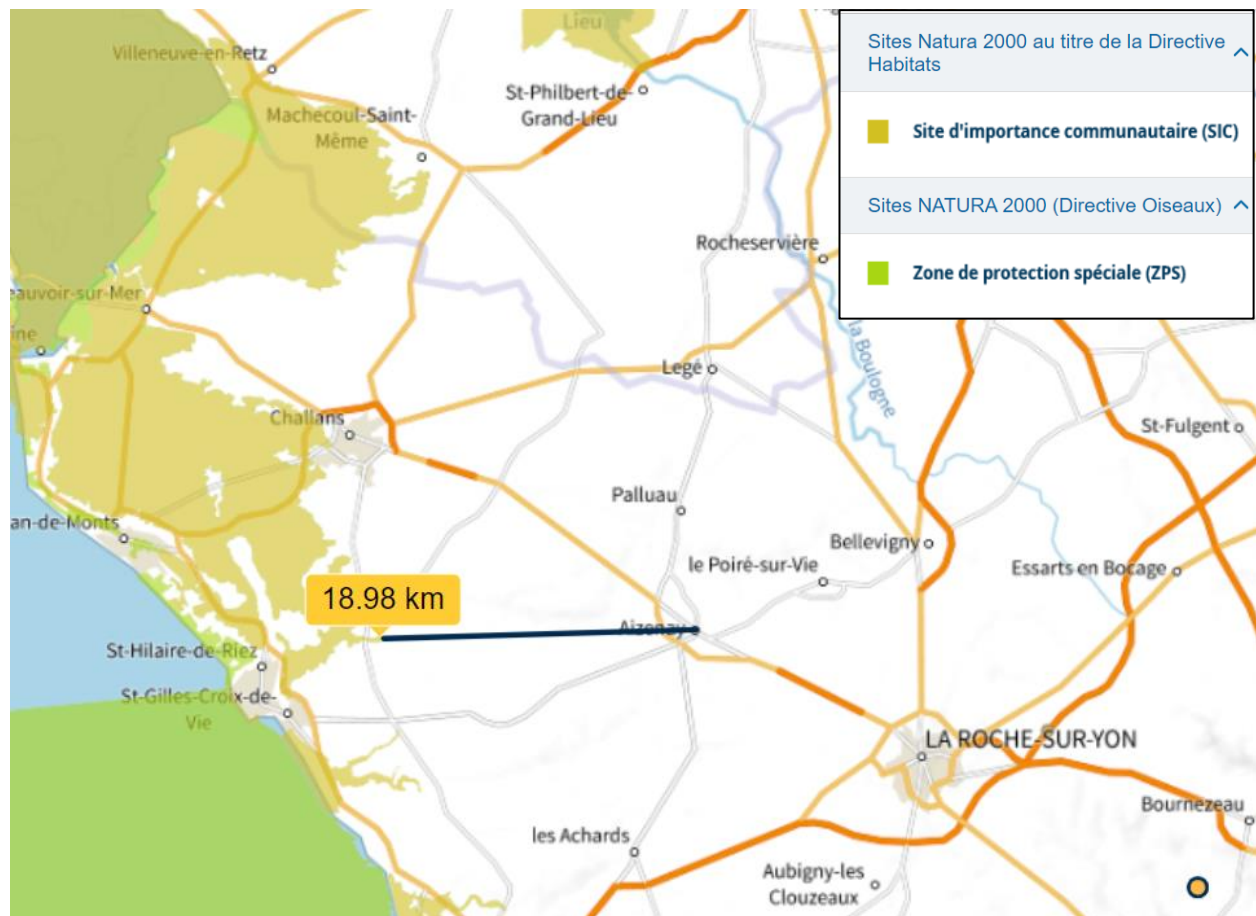 Lieu
Villeneuve-en-Retz
St-Philbert-de-
Grand-Lieu
Machecoul-Saint-
Même
Sites Natura 2000 au titre de la Directive
Habitats
Site d'importance communautaire (SIC)
Sites NATURA 2000 (Directive Oiseaux)
Zone de protection spéciale (ZPS)
Rocheservière
eauvoir-sur-Mer
ine
la Boulogne
Legé
Challans
St-Fulgent
Palluau
an-de-Monts
Bellevigny
le Poiré-sur-Vie
Essarts en Bocage
18.98 km
Aizenay
St-Hilaire-de-Riez
St-Gilles-Croix-de-
Vie
LA ROCHE-SUR-YON
Bournezeau
les Achards
Aubigny-les
Clouzeaux